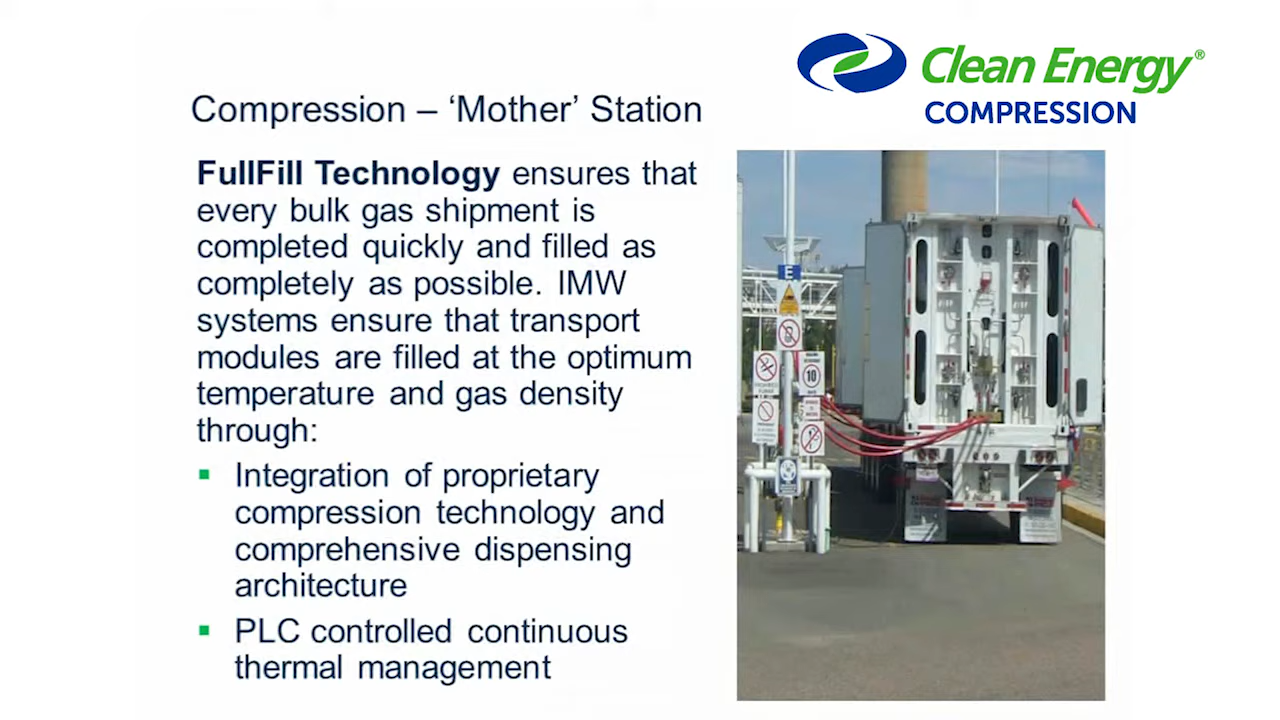 Clean Energy®
COMPRESSION
Compression – ‘Mother’ Station
FullFill Technology ensures that
every bulk gas shipment is
completed quickly and filled as
completely as possible. IMW
systems ensure that transport
modules are filled at the optimum
temperature and gas density
through:
▪ Integration of proprietary
compression technology and
comprehensive dispensing
architecture
▪ PLC controlled continuous
thermal management
E
10